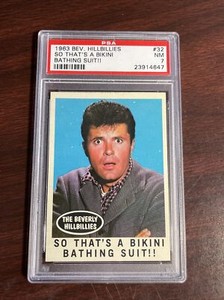 PSA
1963 BEV. HILLBILLIES #32
SO THAT'S A BIKINI NM
BATHING SUIT!! 7
23914647
THE BEVERLY
HILLBILLIES
SO THAT'S A BIKINI
BATHING SUIT!!